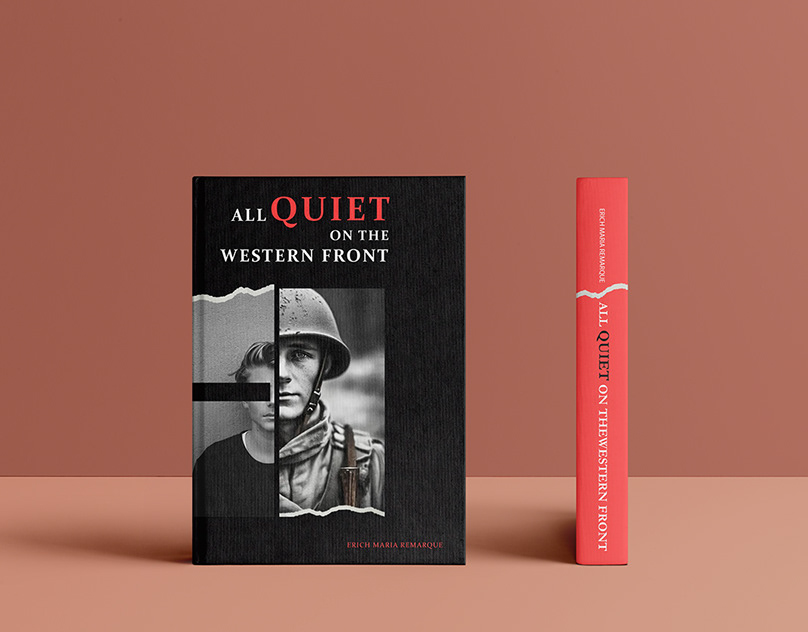 ALL QUIET
ON THE
WESTERN FRONT
ERICH MARIA REMARQUE
ERICH MARIA REMARQUE
ALL QUIET ON THEWESTERN FRONT